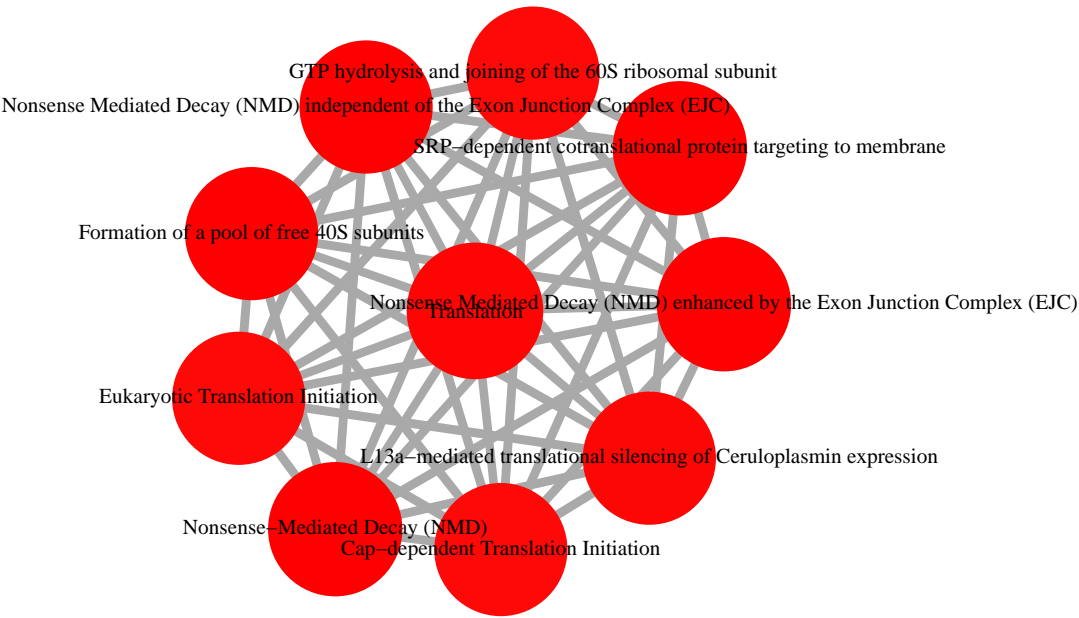 GTP hydrolysis and joining of the 60S ribosomal subunit
Nonsense Mediated Decay (NMD) independent of the Exon Junction Complex (EJC)
SRP−dependent cotranslational protein targeting to membrane
Formation of a pool of free 40S subunits
Nonsense Mediated Decay (NMD) enhanced by the Exon Junction Complex (EJC)
Translation
Eukaryotic Translation Initiation
L13a−mediated translational silencing of Ceruloplasmin expression
Nonsense−Mediated Decay (NMD)
Cap−dependent Translation Initiation